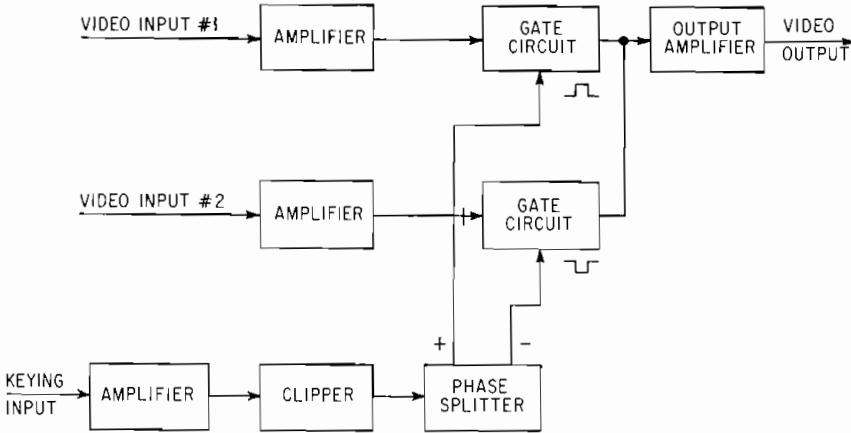 VIDEO INPUT #1
AMPLIFIER
GATE
CIRCUIT
OUTPUT
AMPLIFIER
VIDEO
OUTPUT
VIDEO INPUT #2
AMPLIFIER
GATE
CIRCUIT
+
-
KEYING
INPUT
AMPLIFIER
CLIPPER
PHASE
SPLITTER